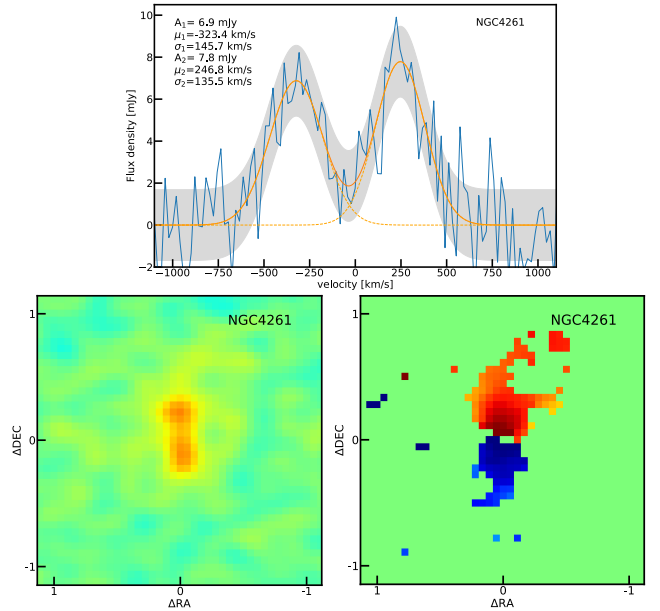 A₁= 6.9 mJy
NGC4261
μ₁=-323.4 km/s
σ₁=145.7 km/s
A₂= 7.8 mJy
μ₂=246.8 km/s
σ₂=135.5 km/s
10
8
6
4
2
0
−2
Flux density [mJy]
−1000 −750 −500 −250 0 250 500 750 1000
velocity [km/s]
NGC4261
1
0
-1
ΔDEC
1 0 -1
ΔRA
NGC4261
1
0
-1
ΔDEC
1 0 -1
ΔRA